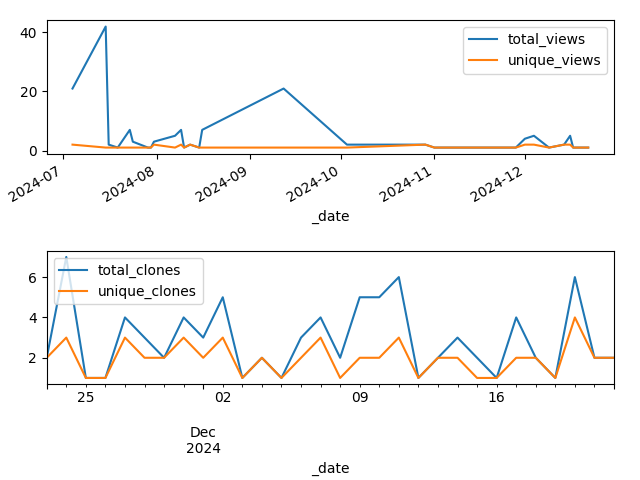 40
20
0
total_views
unique_views
2024-07
2024-08
2024-09
2024-10
2024-11
2024-12
_date
6
4
2
total_clones
unique_clones
25
02
09
16
Dec
2024
_date